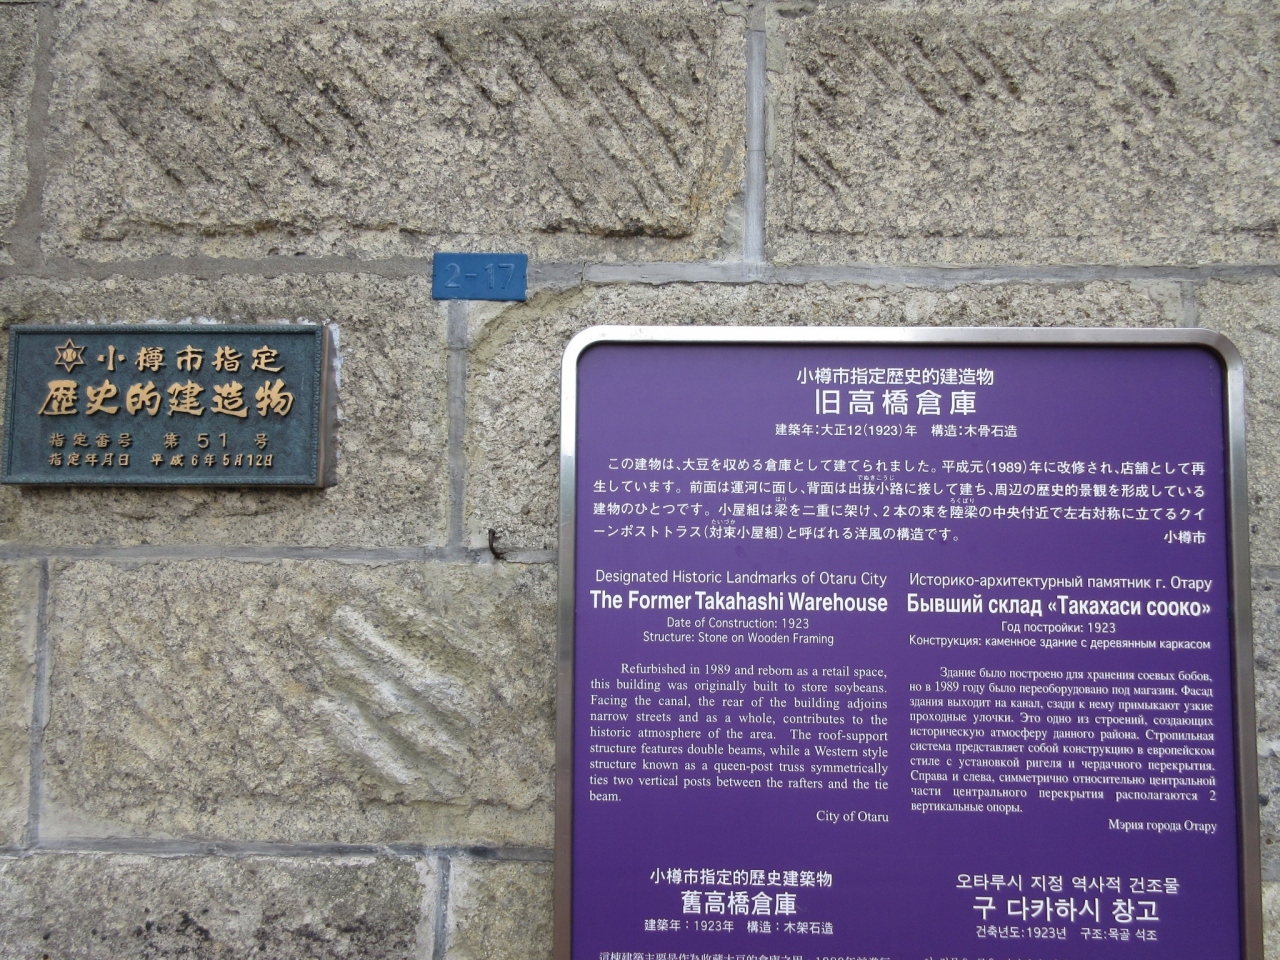 2-17
小樽市指定
歴史的建造物
指定番号 第51号
指定年月日 平成6年5月12日
小樽市指定歴史的建造物
旧高橋倉庫
建築年:大正12(1923)年 構造:木骨石造
この建物は、大豆を収める倉庫として建てられました。平成元(1989)年に改修され、店舗として再
生しています。前面は運河に面し、背面は出抜小路に接して建ち、周辺の歴史的景観を形成している
でぬきこうじ
建物のひとつです。小屋組は梁を二重に架け、2本の束を陸梁の中央付近で左右対称に立てるクイ
はり ろくばり
ーンポストトラス(対束小屋組)と呼ばれる洋風の構造です。
たいづか
小樽市
Designated Historic Landmarks of Otaru City
The Former Takahashi Warehouse
Date of Construction: 1923
Structure: Stone on Wooden Framing
Refurbished in 1989 and reborn as a retail space,
this building was originally built to store soybeans.
Facing the canal, the rear of the building adjoins
narrow streets and as a whole, contributes to the
historic atmosphere of the area. The roof-support
structure features double beams, while a Western style
structure known as a queen-post truss symmetrically
ties two vertical posts between the rafters and the tie
beam.
City of Otaru
Историко-архитектурный памятник г. Отару
Бывший склад «Такахаси сооко»
Год постройки: 1923
Конструкция: каменное здание с деревянным каркасом
Здание было построено для хранения соевых бобов,
но в 1989 году было переоборудовано под магазин. Фасад
здания выходит на канал, сзади к нему примыкают узкие
проходные улочки. Это одно из строений, создающих
историческую атмосферу данного района. Стропильная
система представляет собой конструкцию в европейском
стиле с установкой ригеля и чердачного перекрытия.
Справа и слева, симметрично относительно центральной
части центрального перекрытия располагаются 2
вертикальные опоры.
Мэрия города Отару
小樽市指定的歷史建築物
舊高橋倉庫
建築年:1923年 構造:木架石造
오타루시 지정 역사적 건조물
구 다카하시 창고
건축년도:1923년 구조:목골 석조